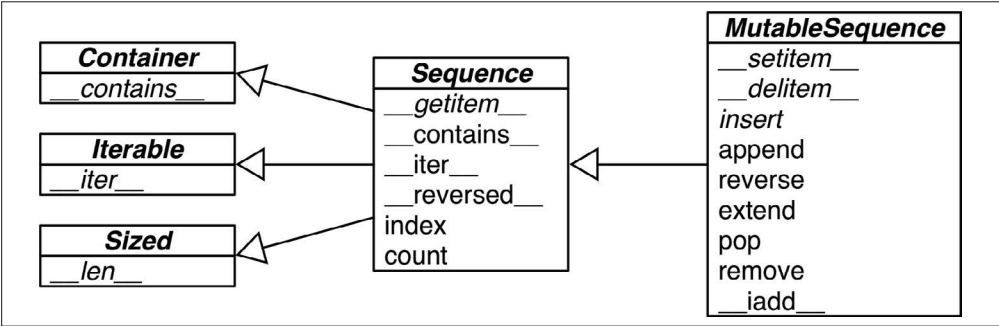 Container
__contains__
Iterable
__iter__
Sized
__len__
Sequence
__getitem__
__contains__
__iter__
__reversed__
index
count
MutableSequence
__setitem__
__delitem__
insert
append
reverse
extend
pop
remove
__iadd__